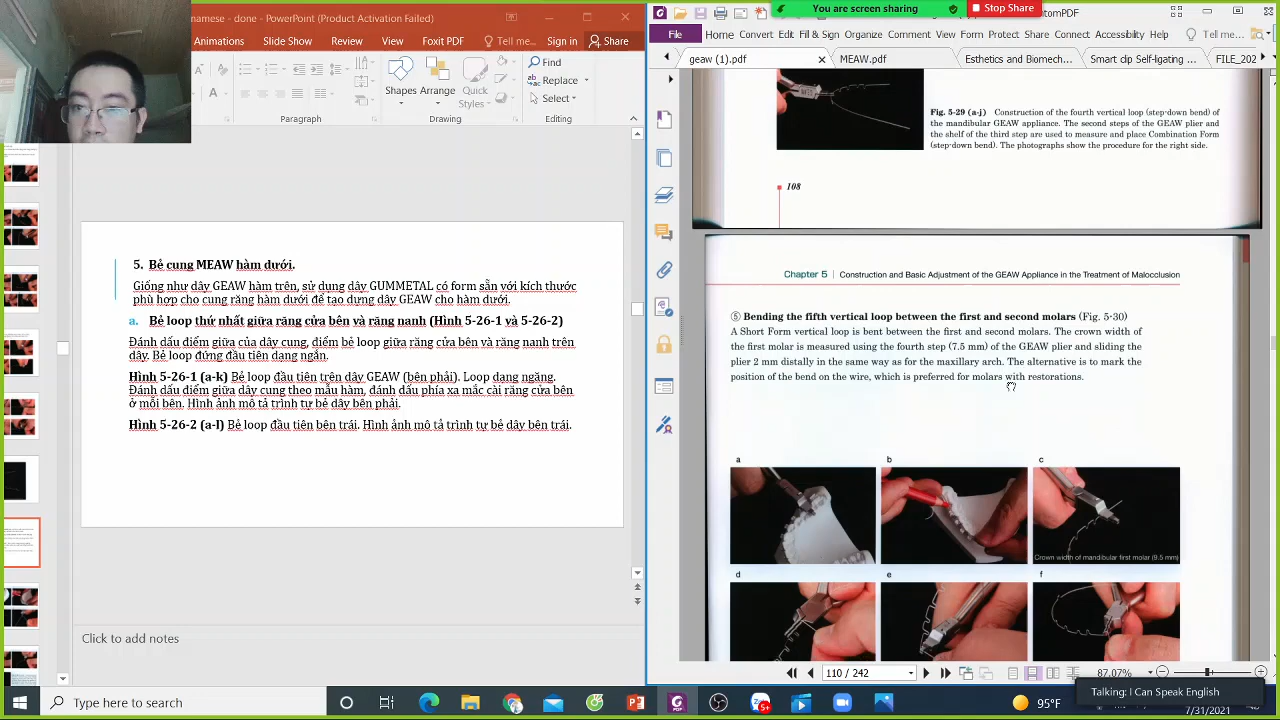 namese - done - PowerPoint (Product Activation Failed)
You are screen sharing
Stop Share
tomPDF
Animations
Slide Show
Review
View
Tell me...
Sign in
Share
File
Home
Convert
Edit
Fill & Sign
Organize
Comment
View
Form
Protect
Share
Connect
Accessibility
Help
Tell me...
geaw (1).pdf
MEAW.pdf
Esthetics and Biomech...
Smart dip Self-ligating ...
FILE_202
Find
Replace
Select
Shapes
Arrange
Quick
Styles
Paragraph
Drawing
Editing
5. Bẻ cung MEAW hàm dưới.
Giống như dây GEAW hàm trên, sử dụng dây GUMMETAL có form sẵn với kích thước
phù hợp cho cung răng hàm dưới để tạo dựng dây GEAW cho hàm dưới.
a. Bẻ loop thứ nhất giữa răng cửa bên và răng nanh (Hình 5-26-1 và 5-26-2)
Đánh dấu điểm giữa của dây cung, điểm bẻ loop giữa răng cửa bên và răng nanh trên
dây. Bẻ loop đứng đầu tiên dạng ngắn.
Hình 5-26-1 (a-k) Bẻ loop đầu tiên trên dây GEAW (bên phải). Loop dạng ngắng.
Đánh dấu điểm giữa dây cung theo mẫu hàm, đánh dấu phía mặt bên răng cửa bên
ở mỗi bên. Hình ảnh mô tả trình tự bẻ dây bên phải.
Hình 5-26-2 (a-l) Bẻ loop đầu tiên bên trái. Hình ảnh mô tả trình tự bẻ dây bên trái.
Click to add notes
Fig. 5-29 (a-j) Construction of the fourth vertical loop (step-down bend) of
the mandibular GEAW appliance. The second steps of the GEAW plier and
the shelf of the third step are used to measure and place Combination Form
(step-down bend). The photographs show the procedure for the right side.
108
Chapter 5 | Construction and Basic Adjustment of the GEAW Appliance in the Treatment of Malocclusion
⑤ Bending the fifth vertical loop between the first and second molars (Fig. 5-30)
A Short Form vertical loop is bent between the first and second molars. The crown width of
the first molar is measured using the fourth step (7.5 mm) of the GEAW plier and sliding the
plier 2 mm distally in the same way as for the maxillary arch. The alternative is to mark the
position of the bend on the wire, which is preferred for molars with restorations.
a
b
c
Crown width of mandibular first molar (9.5 mm)
d
e
f
110 / 242
87.07%
Talking: I Can Speak English
Type here to search
95°F
7/31/2021